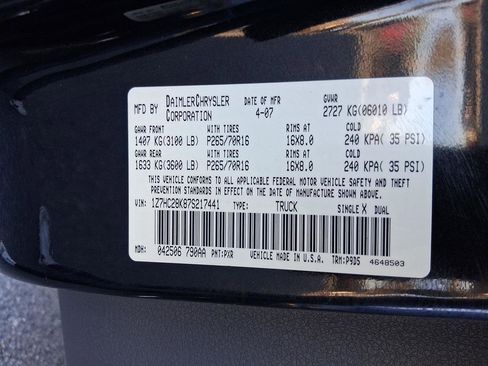 MFD BY DAIMLERCHRYSLER CORPORATION DATE OF MFR 4-07 GVWR 2727 KG(06010 LB)
GAWR FRONT WITH TIRES RIMS AT COLD
1407 KG(3100 LB) P265/70R16 16X8.0 240 KPA( 35 PSI)
GAWR REAR WITH TIRES RIMS AT COLD
1633 KG(3600 LB) P265/70R16 16X8.0 240 KPA( 35 PSI)
THIS VEHICLE CONFORMS TO ALL APPLICABLE FEDERAL MOTOR VEHICLE SAFETY AND THEFT
PREVENTION STANDARDS IN EFFECT ON THE DATE OF MANUFACTURE SHOWN ABOVE.
VIN: 1Z7HC28K87S217441 TYPE: TRUCK SINGLE X DUAL
MDH: 042506 790AA PNT:PXR VEHICLE MADE IN U.S.A. TRM:P9D5 4648503